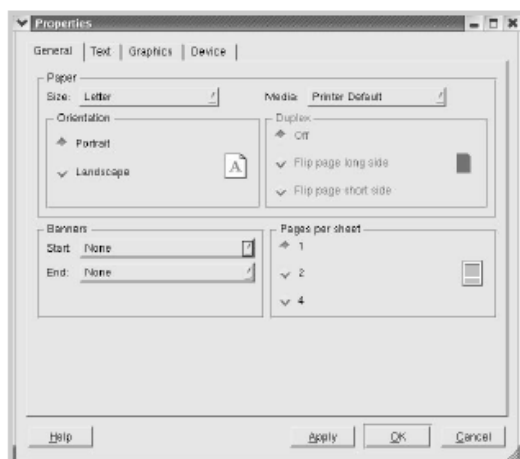 Properties
General Text Graphics Device
Paper
Size: Letter
Media: Printer Default
Orientation
Portrait
Landscape
A
Duplex
Off
Flip page long side
Flip page short side
Banners
Start: None
End: None
Pages per sheet
1
2
4
Help
Apply
OK
Cancel